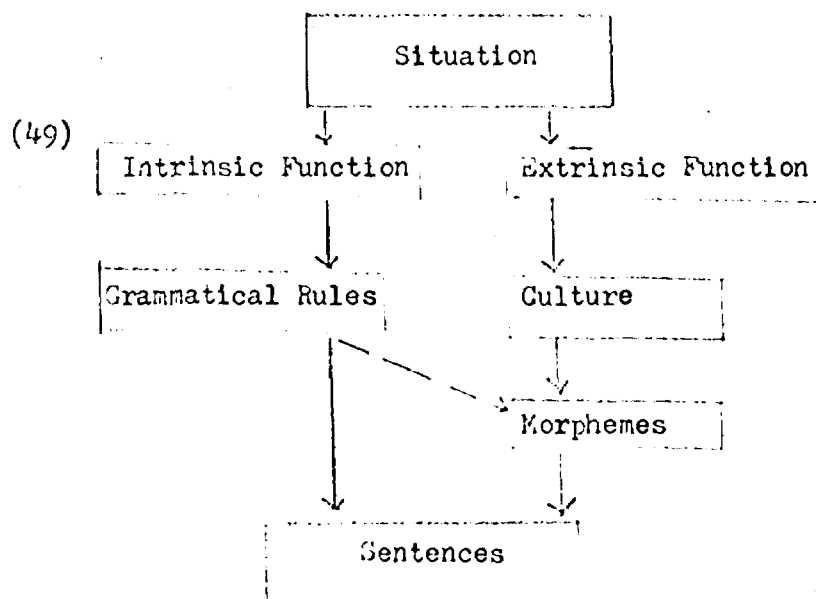 Situation
(49)
Intrinsic Function Extrinsic Function
Grammatical Rules Culture
Morphemes
Sentences